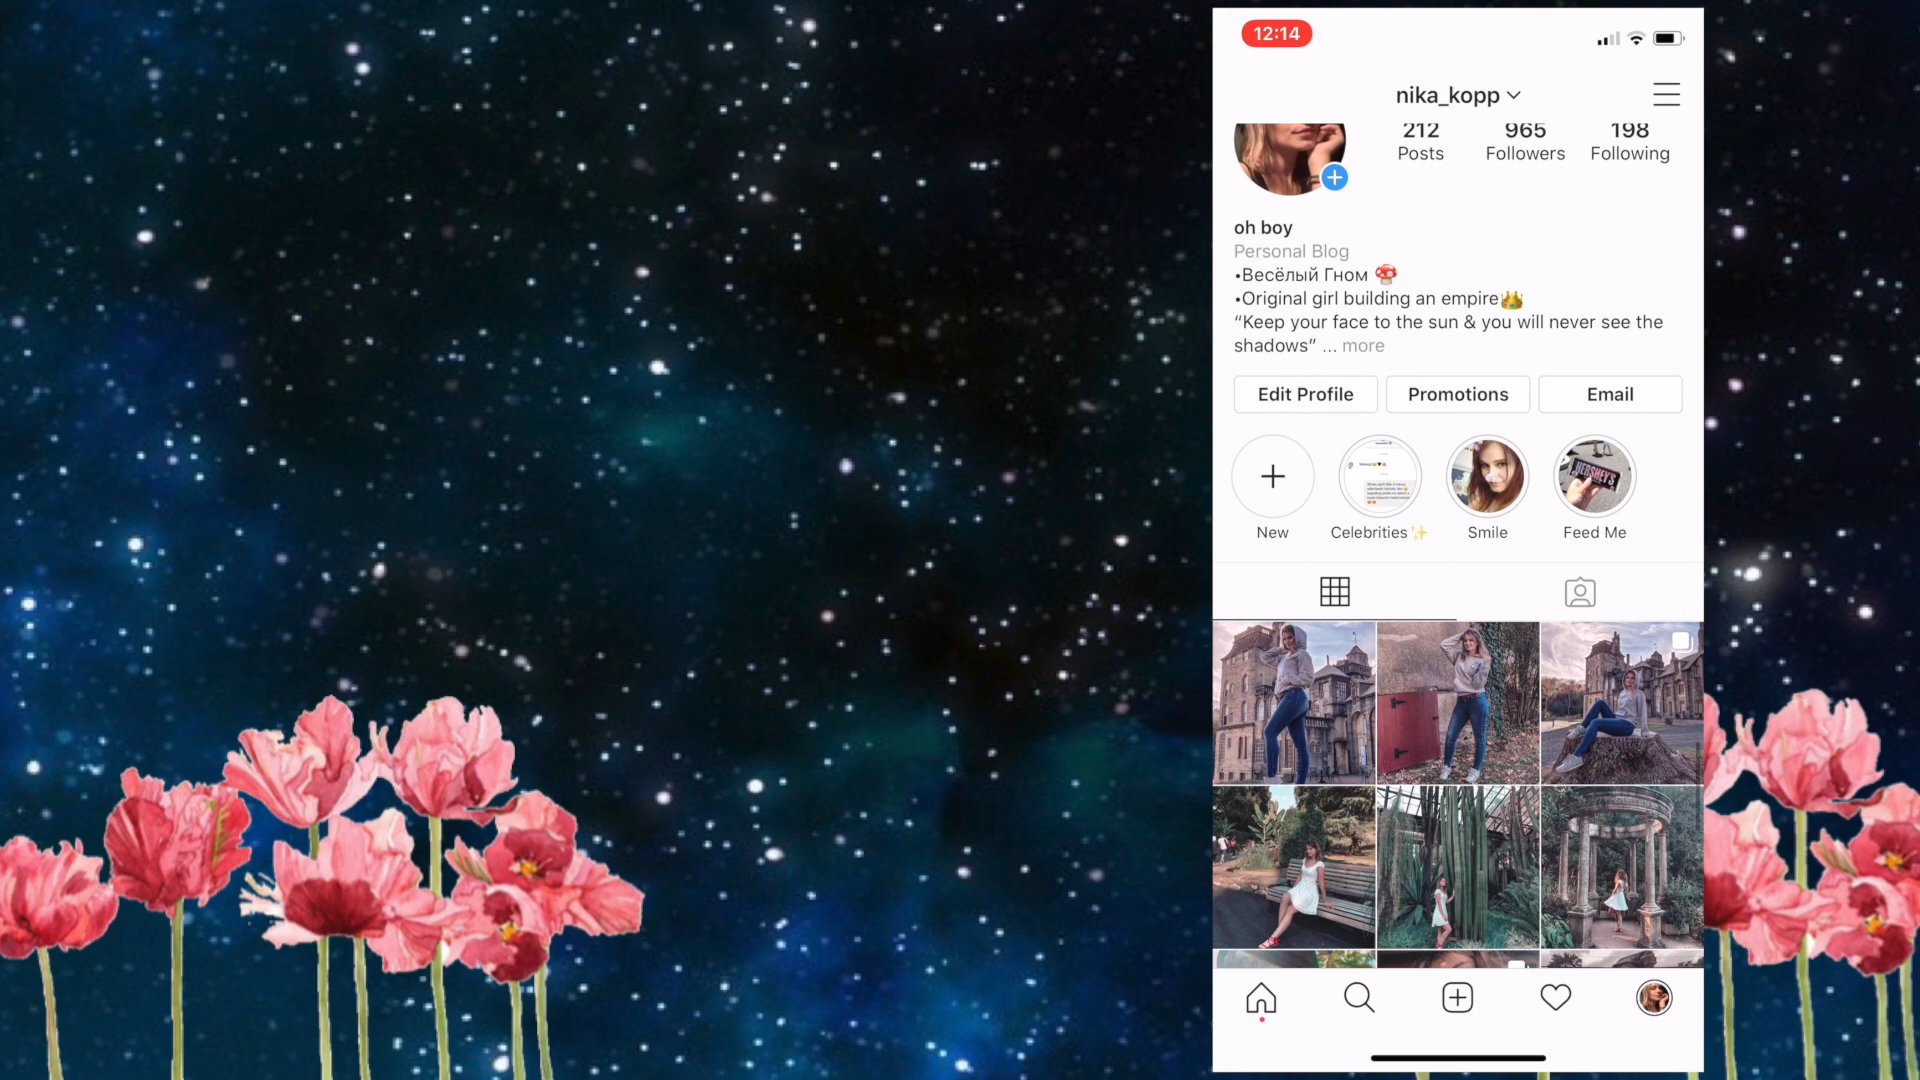 12:14
nika_kopp
212 965 198
Posts Followers Following
oh boy
Personal Blog
•Весёлый Гном 🍄
•Original girl building an empire👑
“Keep your face to the sun & you will never see the
shadows” ... more
Edit Profile Promotions Email
HERSHEY'S
New Celebrities✨ Smile Feed Me